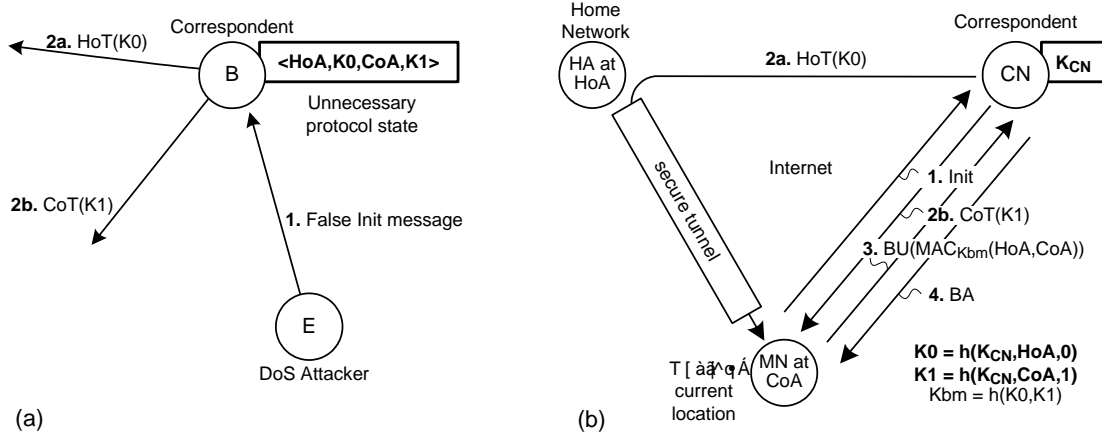 Correspondent
2a. HoT(K0)
B
<HoA,K0,CoA,K1>
Unnecessary
protocol state
2b. CoT(K1)
1. False Init message
E
DoS Attacker
(a)
Home
Network
HA at
HoA
Correspondent
CN
KCN
2a. HoT(K0)
secure tunnel
Internet
1. Init
2b. CoT(K1)
3. BU(MACKbm(HoA,CoA))
4. BA
MN at
CoA
current
location
K0 = h(KCN,HoA,0)
K1 = h(KCN,CoA,1)
Kbm = h(K0,K1)
(b)